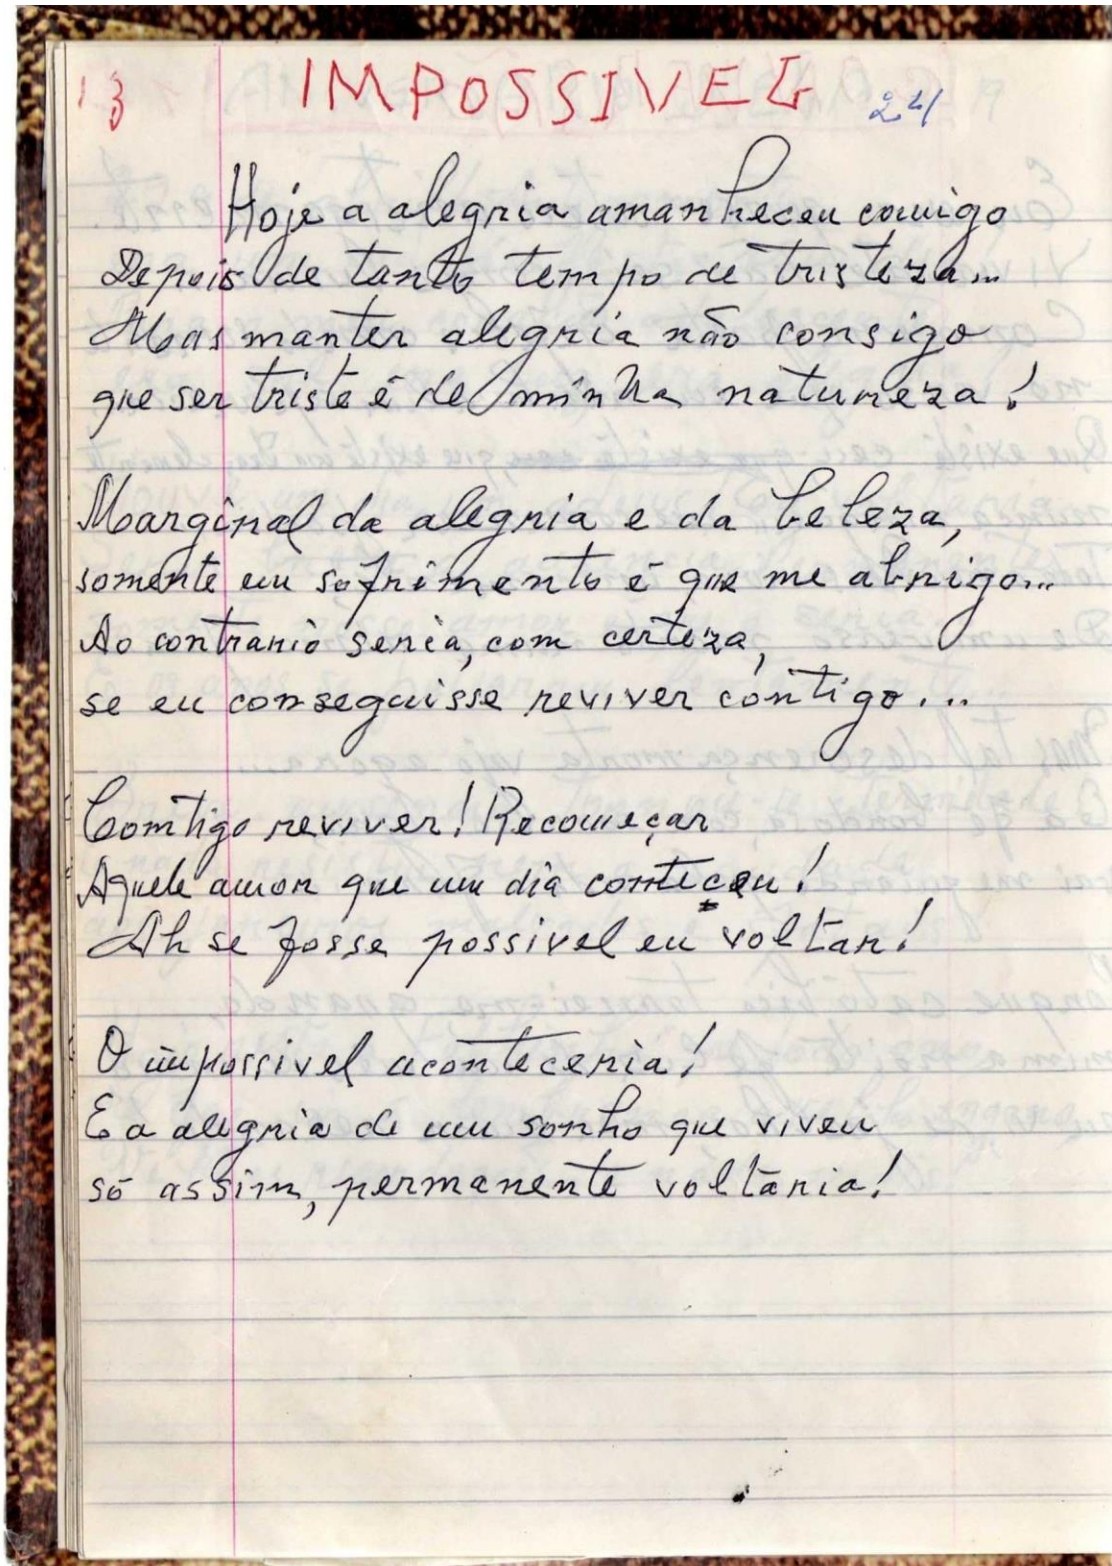 13 IMPOSSIVEL 24
Hoje a alegria amanheceu comigo
Depois de tanto tempo de tristeza...
Mas manter alegria não consigo
que ser triste é de minha natureza!
Marginal da alegria e da beleza,
somente em sofrimento é que me abrigo...
Ao contrario seria, com certeza,
se eu conseguisse reviver contigo...
Comtigo reviver! Recomeçar
Aquele amor que um dia conteceu!
Ah se fosse possivel eu voltar!
O impossivel aconteceria!
E a alegria de um sonho que viveu
só assim, permanente voltaria!